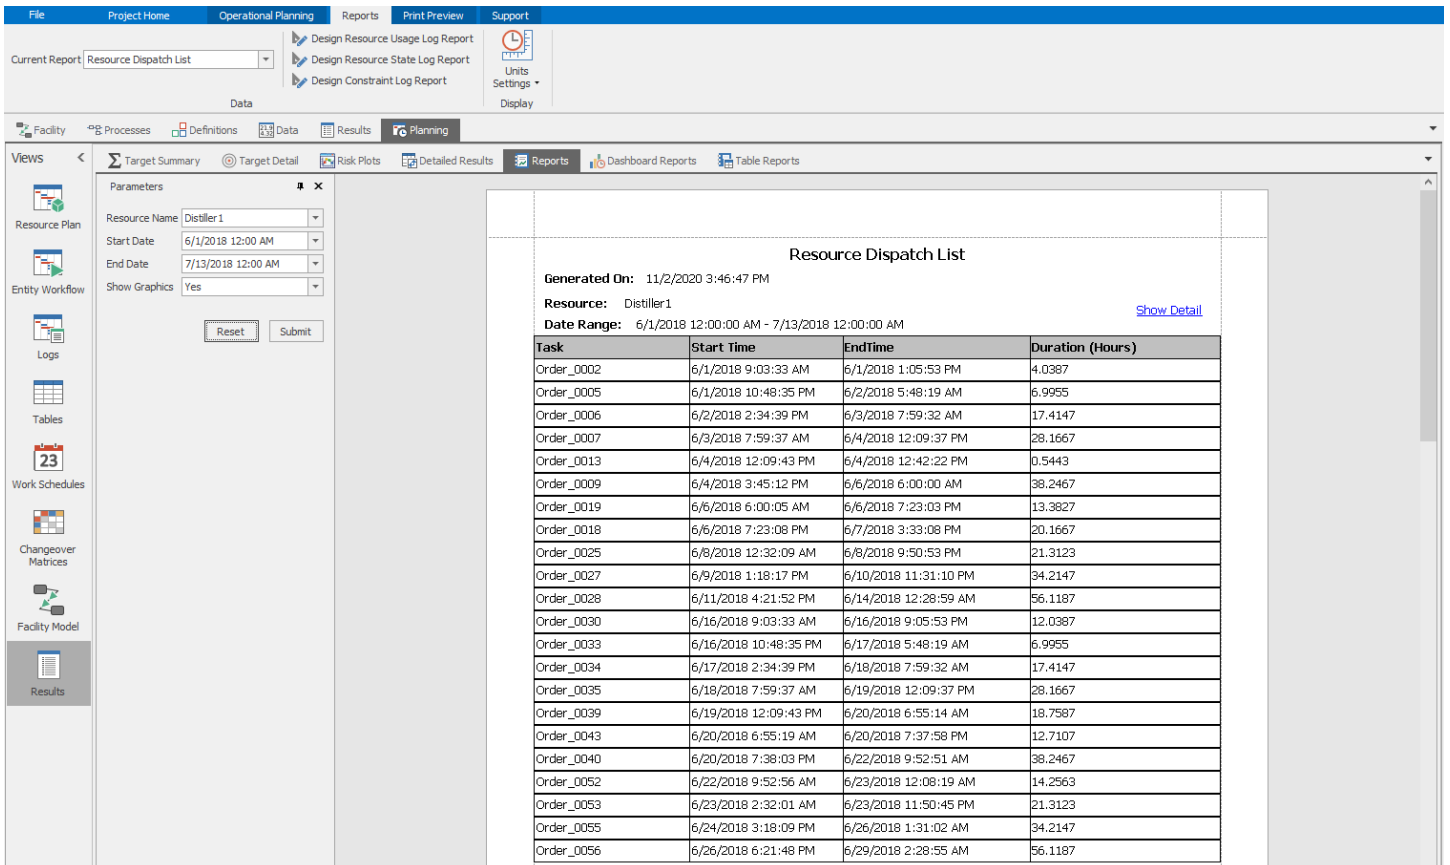 File Project Home Operational Planning Reports Print Preview Support
Current Report Resource Dispatch List
Design Resource Usage Log Report
Design Resource State Log Report
Design Constraint Log Report
Units
Settings
Data Display
Facility Processes Definitions Data Results Planning
Views Target Summary Target Detail Risk Plots Detailed Results Reports Dashboard Reports Table Reports
Resource Plan
Entity Workflow
Logs
Tables
23
Work Schedules
Changeover
Matrices
Facility Model
Results
Parameters
Resource Name Distiller1
Start Date 6/1/2018 12:00 AM
End Date 7/13/2018 12:00 AM
Show Graphics Yes
Reset Submit
Resource Dispatch List
Generated On: 11/2/2020 3:46:47 PM
Resource: Distiller1
Show Detail
Date Range: 6/1/2018 12:00:00 AM - 7/13/2018 12:00:00 AM
Task Start Time EndTime Duration (Hours)
Order_0002 6/1/2018 9:03:33 AM 6/1/2018 1:05:53 PM 4.0387
Order_0005 6/1/2018 10:48:35 PM 6/2/2018 5:48:19 AM 6.9955
Order_0006 6/2/2018 2:34:39 PM 6/3/2018 7:59:32 AM 17.4147
Order_0007 6/3/2018 7:59:37 AM 6/4/2018 12:09:37 PM 28.1667
Order_0013 6/4/2018 12:09:43 PM 6/4/2018 12:42:22 PM 0.5443
Order_0009 6/4/2018 3:45:12 PM 6/6/2018 6:00:00 AM 38.2467
Order_0019 6/6/2018 6:00:05 AM 6/6/2018 7:23:03 PM 13.3827
Order_0018 6/6/2018 7:23:08 PM 6/7/2018 3:33:08 PM 20.1667
Order_0025 6/8/2018 12:32:09 AM 6/8/2018 9:50:53 PM 21.3123
Order_0027 6/9/2018 1:18:17 PM 6/10/2018 11:31:10 PM 34.2147
Order_0028 6/11/2018 4:21:52 PM 6/14/2018 12:28:59 AM 56.1187
Order_0030 6/16/2018 9:03:33 AM 6/16/2018 9:05:53 PM 12.0387
Order_0033 6/16/2018 10:48:35 PM 6/17/2018 5:48:19 AM 6.9955
Order_0034 6/17/2018 2:34:39 PM 6/18/2018 7:59:32 AM 17.4147
Order_0035 6/18/2018 7:59:37 AM 6/19/2018 12:09:37 PM 28.1667
Order_0039 6/19/2018 12:09:43 PM 6/20/2018 6:55:14 AM 18.7587
Order_0043 6/20/2018 6:55:19 AM 6/20/2018 7:37:58 PM 12.7107
Order_0040 6/20/2018 7:38:03 PM 6/22/2018 9:52:51 AM 38.2467
Order_0052 6/22/2018 9:52:56 AM 6/23/2018 12:08:19 AM 14.2563
Order_0053 6/23/2018 2:32:01 AM 6/23/2018 11:50:45 PM 21.3123
Order_0055 6/24/2018 3:18:09 PM 6/26/2018 1:31:02 AM 34.2147
Order_0056 6/26/2018 6:21:48 PM 6/29/2018 2:28:55 AM 56.1187